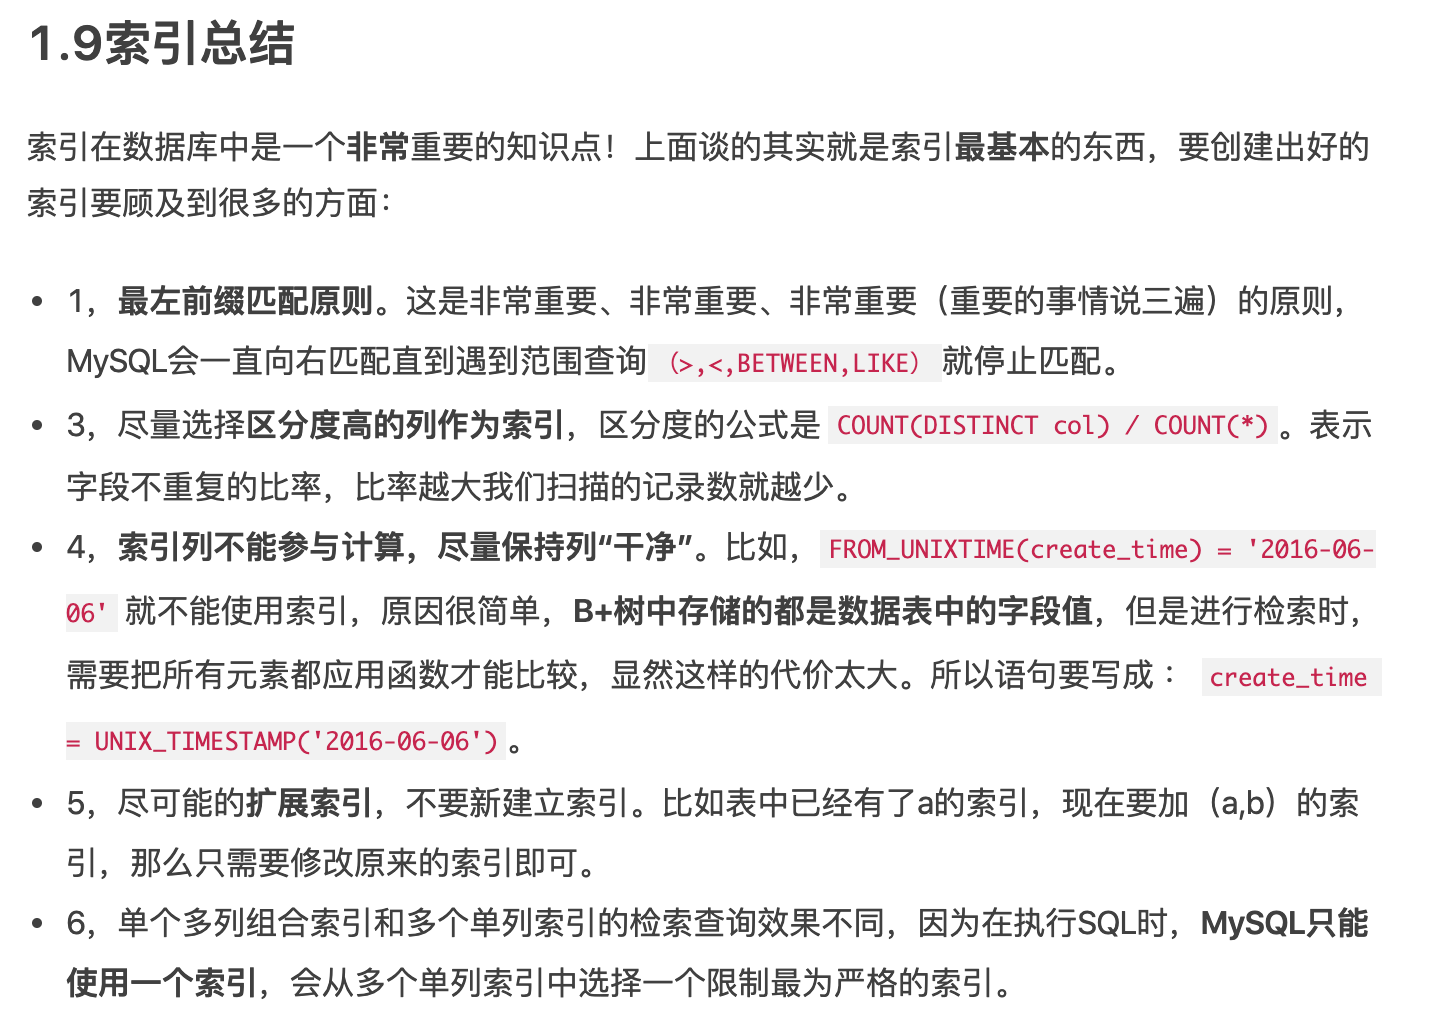 1.9索引总结
索引在数据库中是一个非常重要的知识点！上面谈的其实就是索引最基本的东西，要创建出好的
索引要顾及到很多的方面：
• 1，最左前缀匹配原则。这是非常重要、非常重要、非常重要（重要的事情说三遍）的原则，
MySQL会一直向右匹配直到遇到范围查询（>,<,BETWEEN,LIKE）就停止匹配。
• 3，尽量选择区分度高的列作为索引，区分度的公式是 COUNT(DISTINCT col) / COUNT(*)。表示
字段不重复的比率，比率越大我们扫描的记录数就越少。
• 4，索引列不能参与计算，尽量保持列“干净”。比如，FROM_UNIXTIME(create_time) = '2016-06-
06' 就不能使用索引，原因很简单，B+树中存储的都是数据表中的字段值，但是进行检索时，
需要把所有元素都应用函数才能比较，显然这样的代价太大。所以语句要写成 ： create_time
= UNIX_TIMESTAMP('2016-06-06')。
• 5，尽可能的扩展索引，不要新建立索引。比如表中已经有了a的索引，现在要加（a,b）的索
引，那么只需要修改原来的索引即可。
• 6，单个多列组合索引和多个单列索引的检索查询效果不同，因为在执行SQL时，MySQL只能
使用一个索引，会从多个单列索引中选择一个限制最为严格的索引。